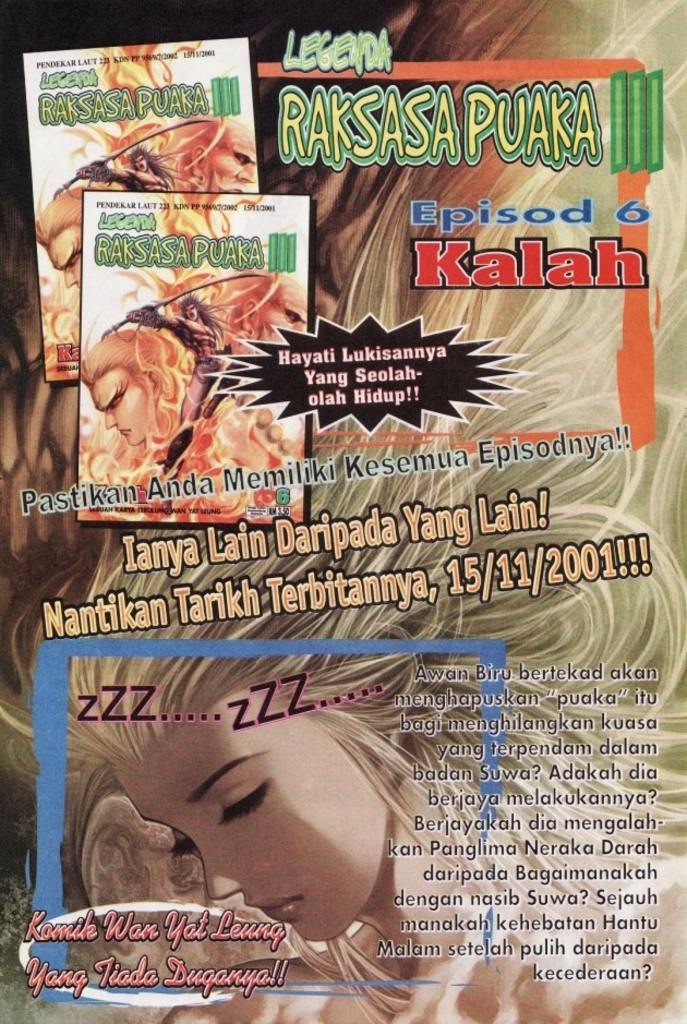 PENDEKAR LAUT 223 KDN PP 9569/7/2002 15/11/2001
LEGENDA
RAKSASA PUAKA III
PENDEKAR LAUT 223 KDN PP 9569/7/2002 15/11/2001
LEGENDA
RAKSASA PUAKA III
6
LEGENDA
RAKSASA PUAKA III
Episod 6
Kalah
Hayati Lukisannya
Yang Seolah-
olah Hidup!!
Pastikan Anda Memiliki Kesemua Episodnya!!
Ianya Lain Daripada Yang Lain!
Nantikan Tarikh Terbitannya, 15/11/2001!!!
zZZ..... zZZ.....
Awan Biru bertekad akan
menghapuskan "puaka" itu
bagi menghilangkan kuasa
yang terpendam dalam
badan Suwa? Adakah dia
berjaya melakukannya?
Berjayakah dia mengalah-
kan Panglima Neraka Darah
daripada Bagaimanakah
dengan nasib Suwa? Sejauh
manakah kehebatan Hantu
Malam setelah pulih daripada
kecederaan?
Komik Wan Yat Leung
Yang Tiada Duganya!!